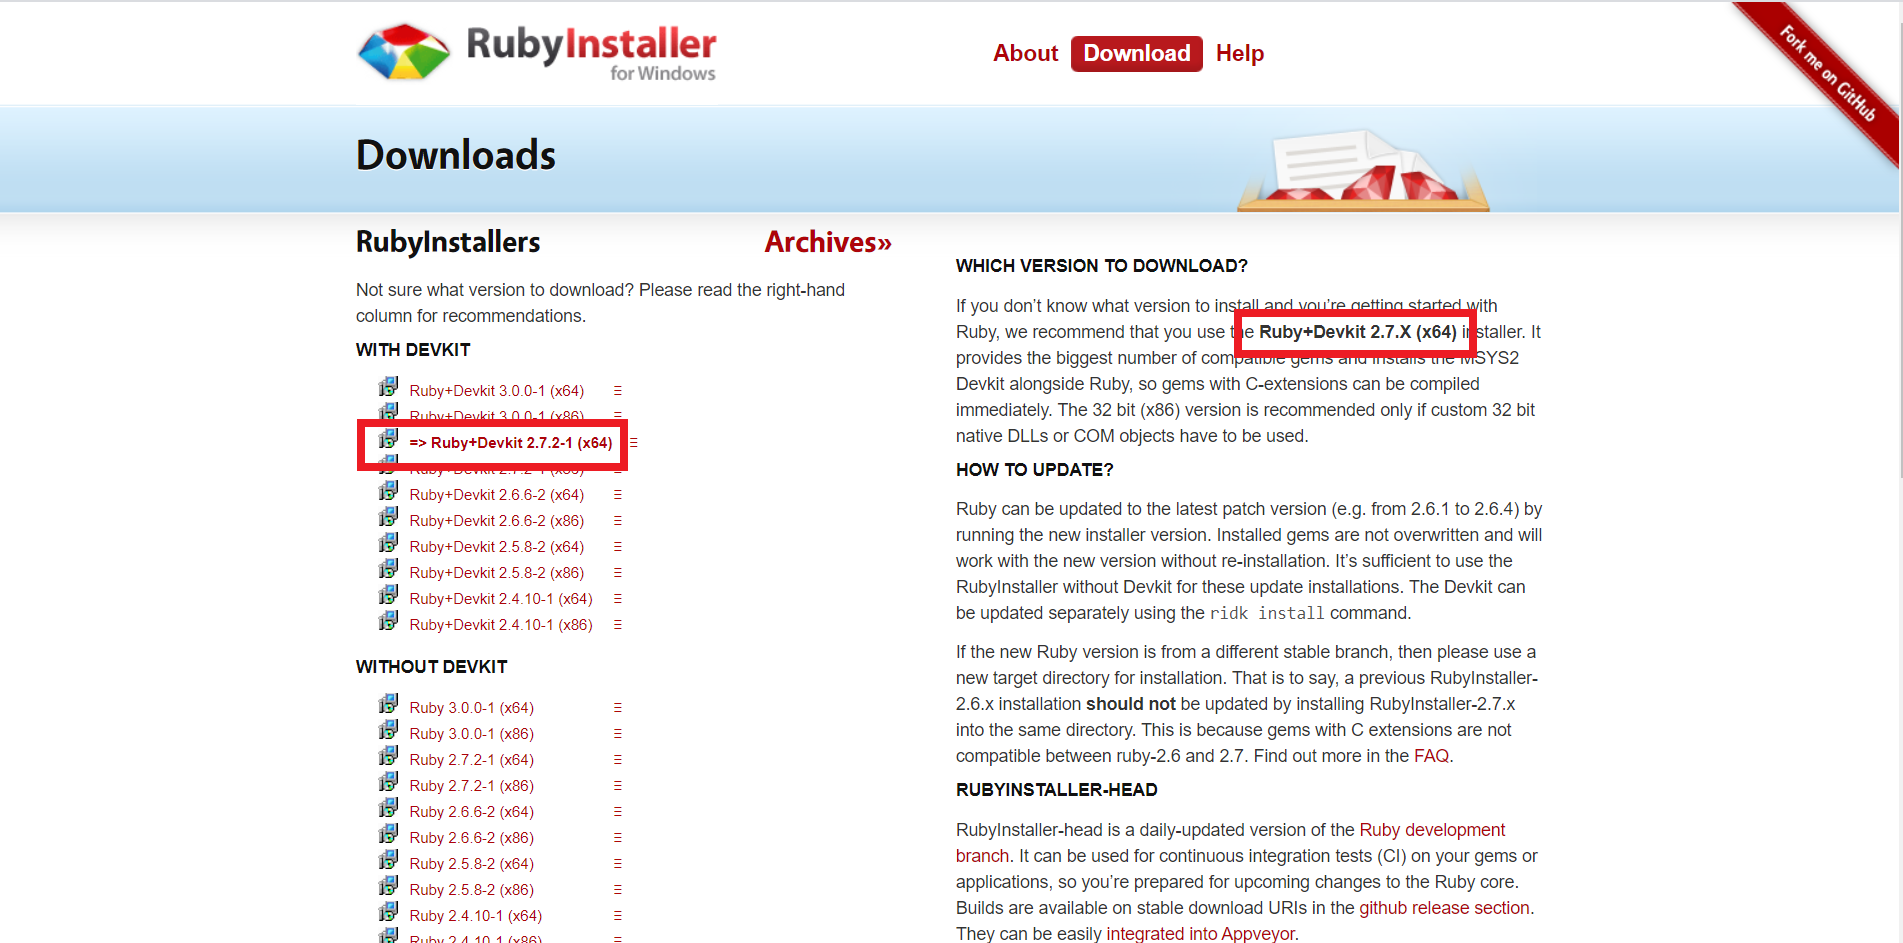 RubyInstaller
for Windows
About Download Help
Fork me on GitHub
Downloads
RubyInstallers
Archives»
Not sure what version to download? Please read the right-hand
column for recommendations.
WITH DEVKIT
Ruby+Devkit 3.0.0-1 (x64)
Ruby+Devkit 3.0.0-1 (x86)
=> Ruby+Devkit 2.7.2-1 (x64)
Ruby+Devkit 2.7.2-1 (x86)
Ruby+Devkit 2.6.6-2 (x64)
Ruby+Devkit 2.6.6-2 (x86)
Ruby+Devkit 2.5.8-2 (x64)
Ruby+Devkit 2.5.8-2 (x86)
Ruby+Devkit 2.4.10-1 (x64)
Ruby+Devkit 2.4.10-1 (x86)
WITHOUT DEVKIT
Ruby 3.0.0-1 (x64)
Ruby 3.0.0-1 (x86)
Ruby 2.7.2-1 (x64)
Ruby 2.7.2-1 (x86)
Ruby 2.6.6-2 (x64)
Ruby 2.6.6-2 (x86)
Ruby 2.5.8-2 (x64)
Ruby 2.5.8-2 (x86)
Ruby 2.4.10-1 (x64)
Ruby 2.4.10-1 (x86)
WHICH VERSION TO DOWNLOAD?
If you don’t know what version to install and you’re getting started with
Ruby, we recommend that you use the Ruby+Devkit 2.7.X (x64) installer. It
provides the biggest number of compatible gems and installs the MSYS2
Devkit alongside Ruby, so gems with C-extensions can be compiled
immediately. The 32 bit (x86) version is recommended only if custom 32 bit
native DLLs or COM objects have to be used.
HOW TO UPDATE?
Ruby can be updated to the latest patch version (e.g. from 2.6.1 to 2.6.4) by
running the new installer version. Installed gems are not overwritten and will
work with the new version without re-installation. It’s sufficient to use the
RubyInstaller without Devkit for these update installations. The Devkit can
be updated separately using the ridk install command.
If the new Ruby version is from a different stable branch, then please use a
new target directory for installation. That is to say, a previous RubyInstaller-
2.6.x installation should not be updated by installing RubyInstaller-2.7.x
into the same directory. This is because gems with C extensions are not
compatible between ruby-2.6 and 2.7. Find out more in the FAQ.
RUBYINSTALLER-HEAD
RubyInstaller-head is a daily-updated version of the Ruby development
branch. It can be used for continuous integration tests (CI) on your gems or
applications, so you’re prepared for upcoming changes to the Ruby core.
Builds are available on stable download URIs in the github release section.
They can be easily integrated into Appveyor.